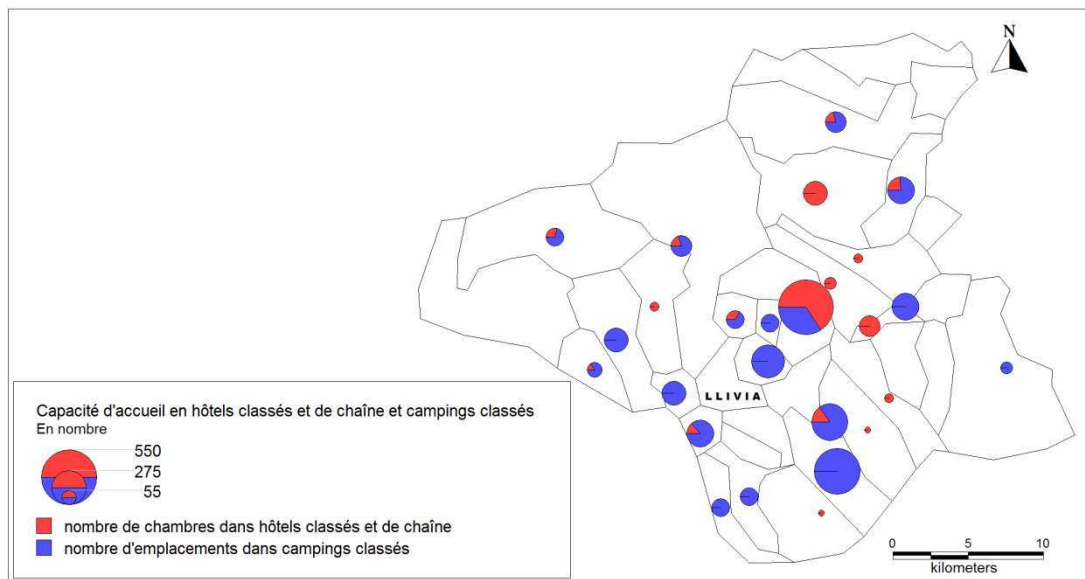 N
LLIVIA
Capacité d'accueil en hôtels classés et de chaîne et campings classés
En nombre
550
275
55
nombre de chambres dans hôtels classés et de chaîne
nombre d'emplacements dans campings classés
0 5 10
kilometers